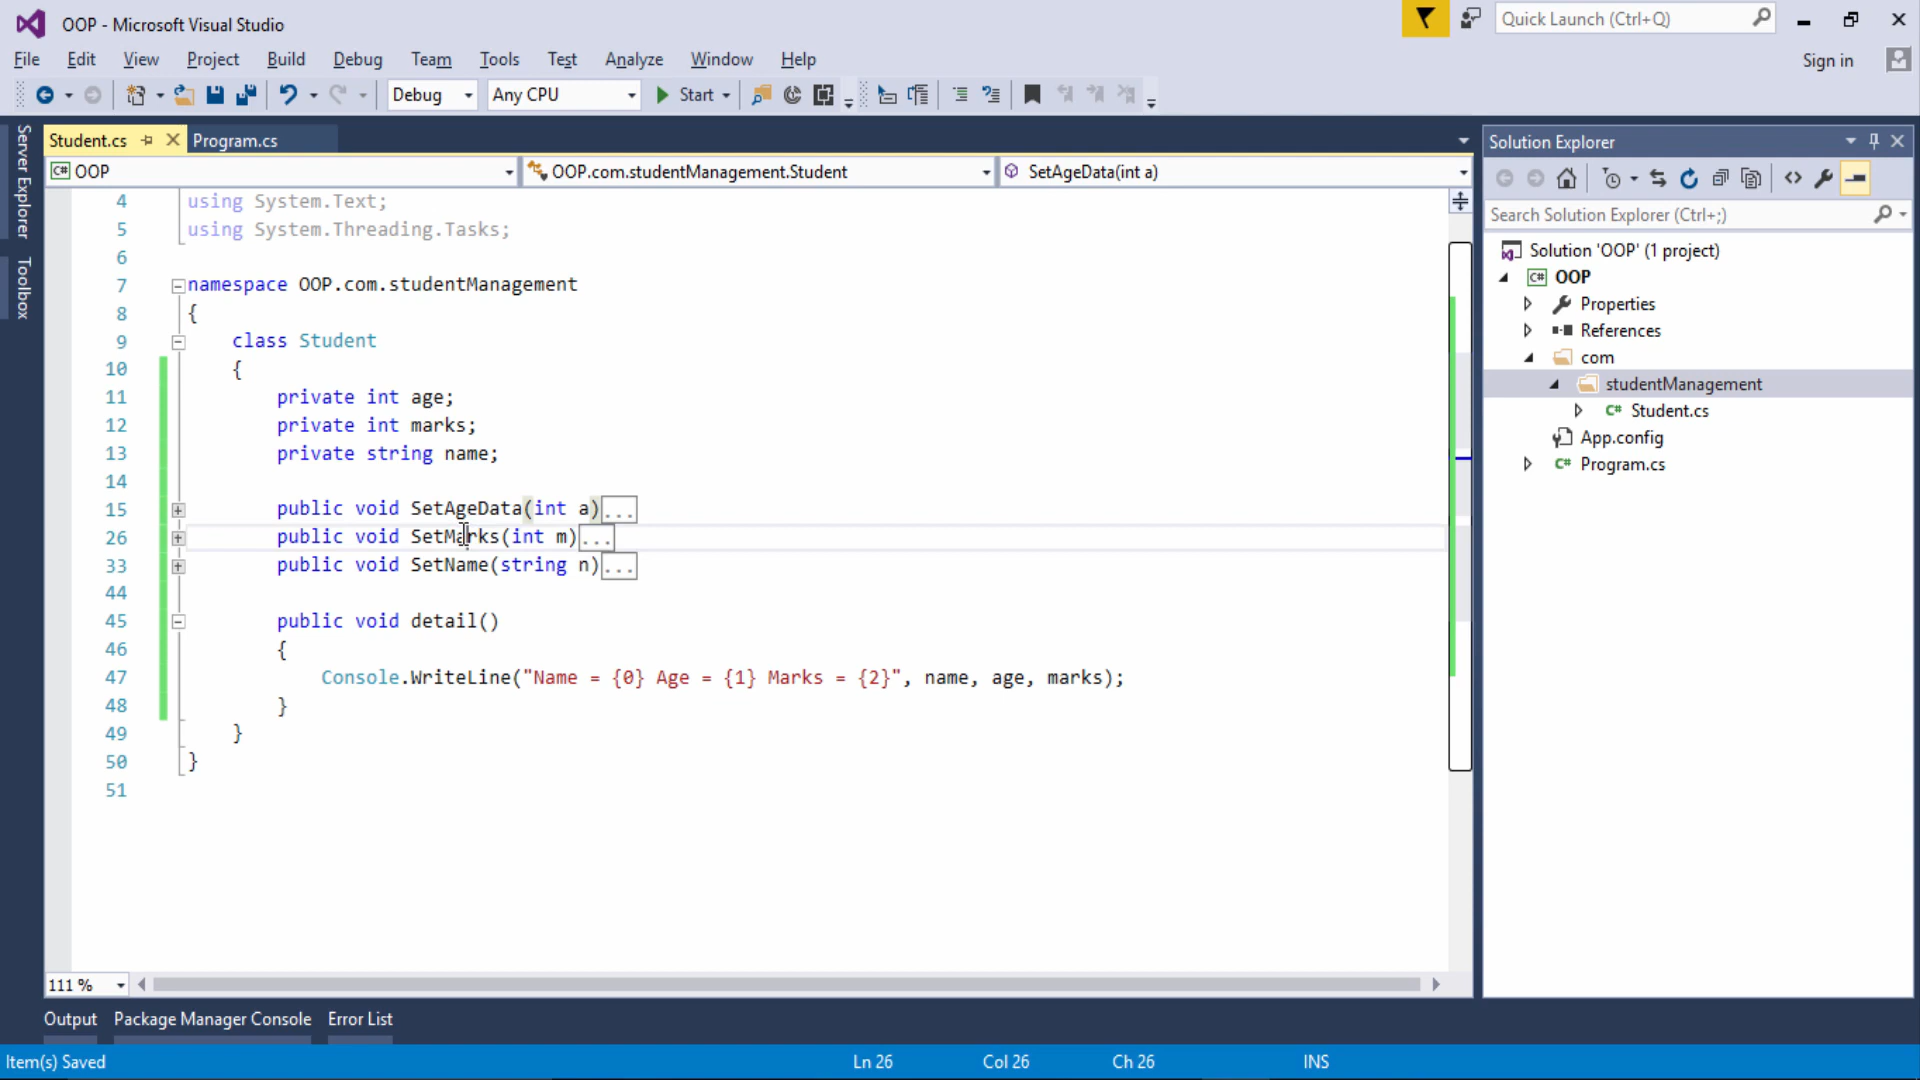 OOP - Microsoft Visual Studio
Quick Launch (Ctrl+Q)
File Edit View Project Build Debug Team Tools Test Analyze Window Help
Sign in
Debug Any CPU Start
Server Explorer
Toolbox
Student.cs Program.cs
OOP OOP.com.studentManagement.Student SetAgeData(int a)
4 using System.Text;
5 using System.Threading.Tasks;
6
7 namespace OOP.com.studentManagement
8 {
9 class Student
10 {
11 private int age;
12 private int marks;
13 private string name;
14
15 public void SetAgeData(int a)...
26 public void SetMarks(int m)...
33 public void SetName(string n)...
44
45 public void detail()
46 {
47 Console.WriteLine("Name = {0} Age = {1} Marks = {2}", name, age, marks);
48 }
49 }
50 }
51
111 %
Solution Explorer
Search Solution Explorer (Ctrl+;)
Solution 'OOP' (1 project)
C# OOP
Properties
References
com
studentManagement
C# Student.cs
App.config
C# Program.cs
Output Package Manager Console Error List
Item(s) Saved Ln 26 Col 26 Ch 26 INS